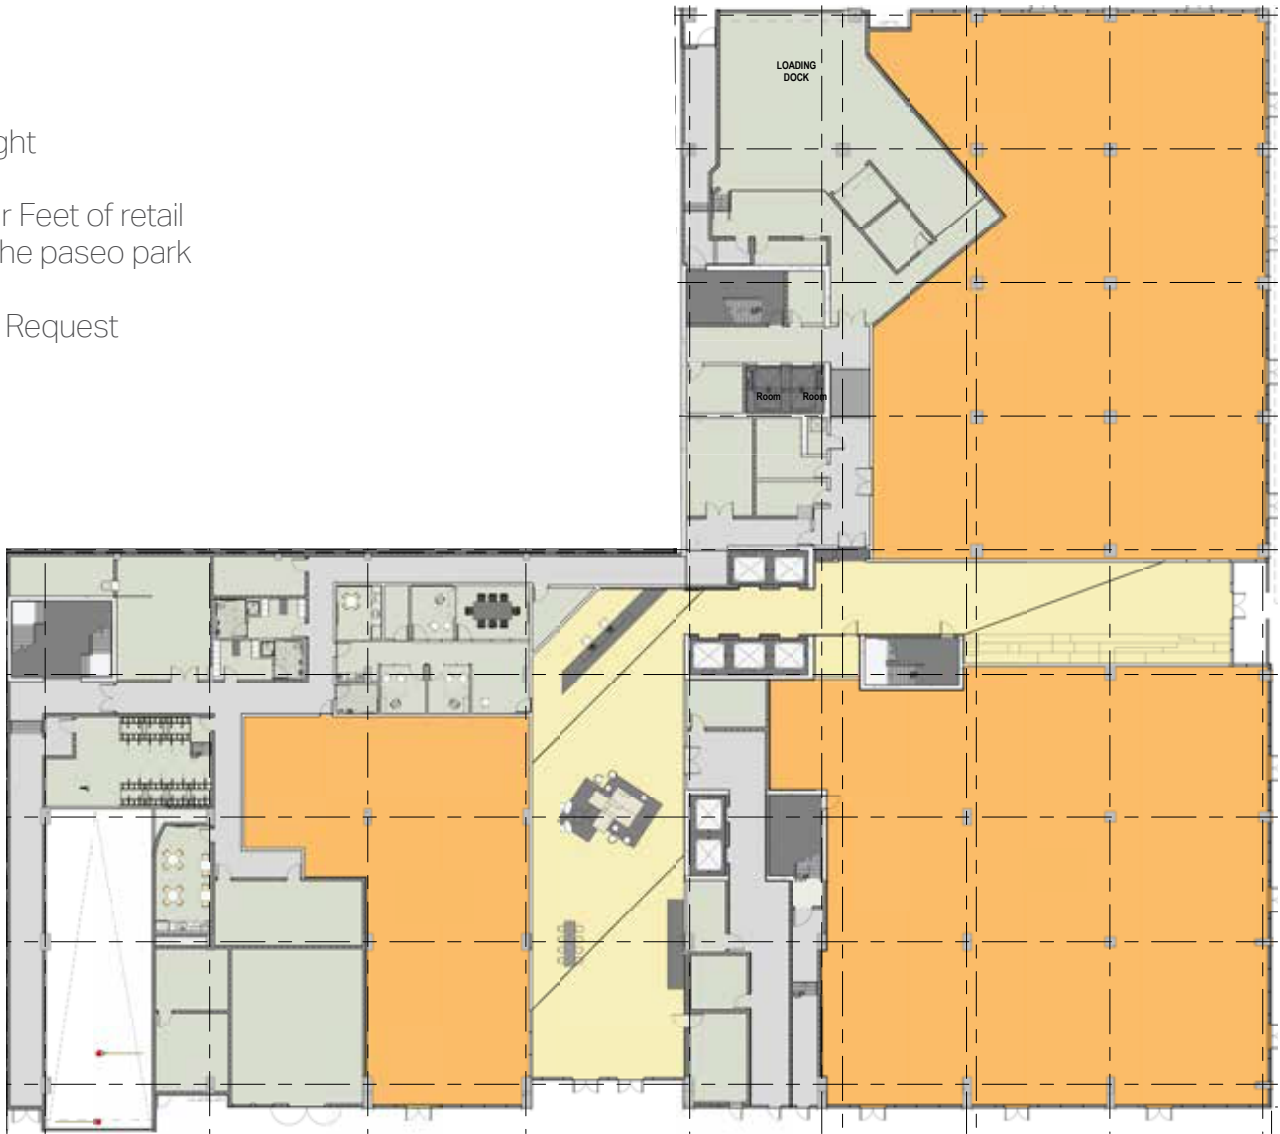 ght
r Feet of retail
he paseo park
Request
LOADING
DOCK
Room
Room